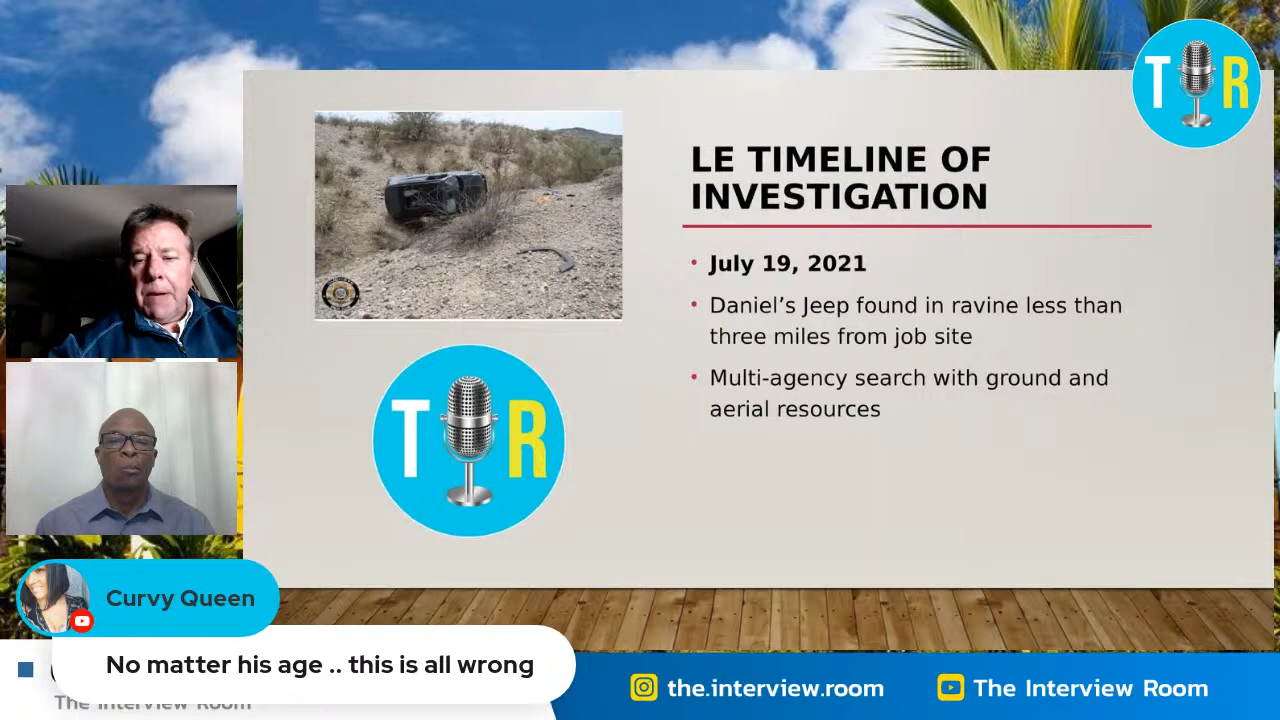 T R
LE TIMELINE OF
INVESTIGATION
• July 19, 2021
• Daniel’s Jeep found in ravine less than
three miles from job site
• Multi-agency search with ground and
aerial resources
T R
Curvy Queen
No matter his age .. this is all wrong
The Interview Room
the.interview.room
The Interview Room